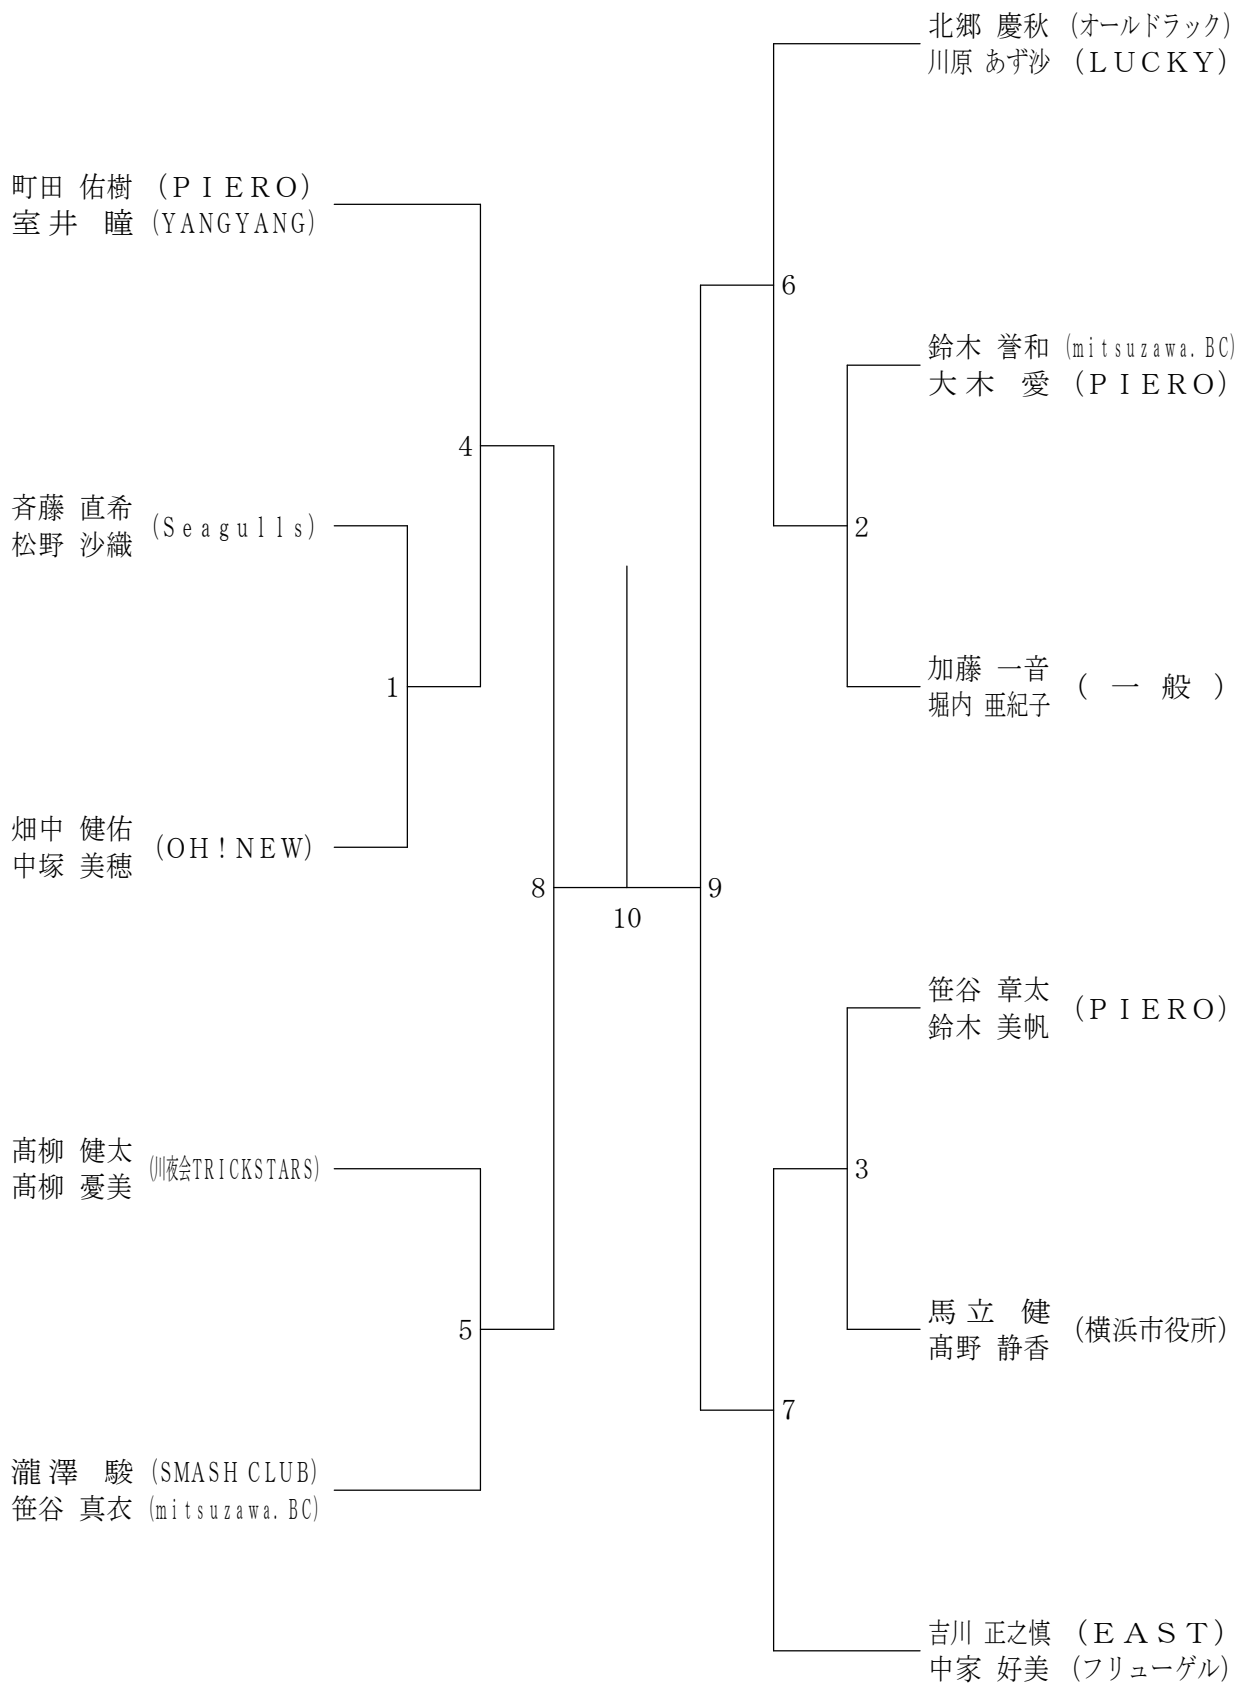 北郷 慶秋 (オールドラック)
川原 あず沙 (LUCKY)
町田 佑樹 (PIERO)
室井 瞳 (YANGYANG)
6
鈴木 誉和 (mitsuzawa.BC)
大木 愛 (PIERO)
4
斉藤 直希
松野 沙織
(Seagulls)
2
加藤 一音
堀内 亜紀子
(一般)
1
畑中 健佑
中塚 美穂
(OH!NEW)
8
9
10
笹谷 章太
鈴木 美帆
(PIERO)
髙柳 健太
髙柳 憂美
(川夜会TRICKSTARS)
3
馬立 健
髙野 静香
(横浜市役所)
5
7
瀧澤 駿 (SMASH CLUB)
笹谷 真衣 (mitsuzawa.BC)
吉川 正之慎 (EAST)
中家 好美 (フリューゲル)